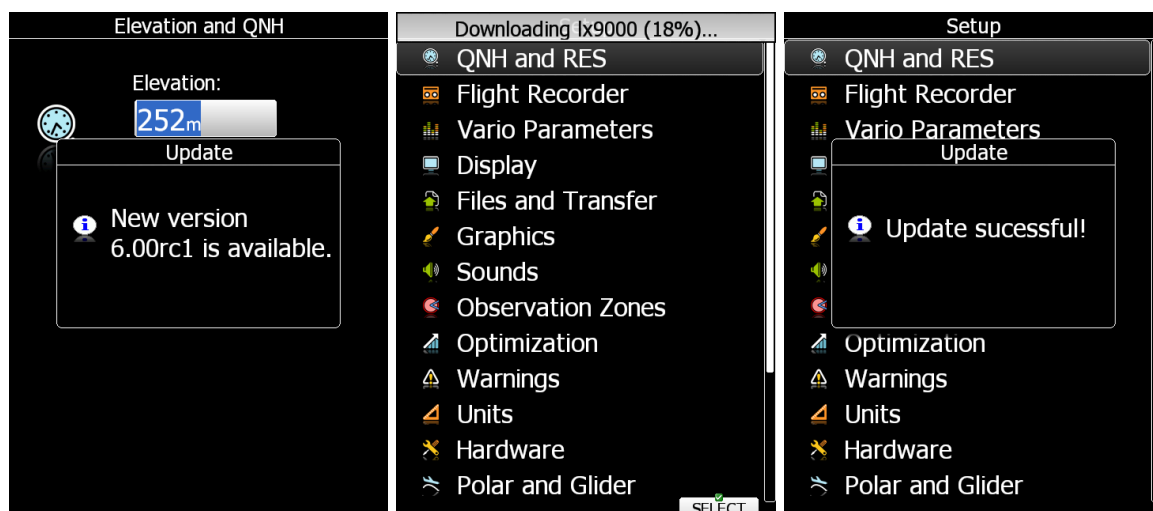 Elevation and QNH
Elevation:
252m
Update
New version
6.00rc1 is available.
Downloading lx9000 (18%)...
QNH and RES
Flight Recorder
Vario Parameters
Display
Files and Transfer
Graphics
Sounds
Observation Zones
Optimization
Warnings
Units
Hardware
Polar and Glider
SELECT
Setup
QNH and RES
Flight Recorder
Vario Parameters
Update
Update sucessful!
Optimization
Warnings
Units
Hardware
Polar and Glider